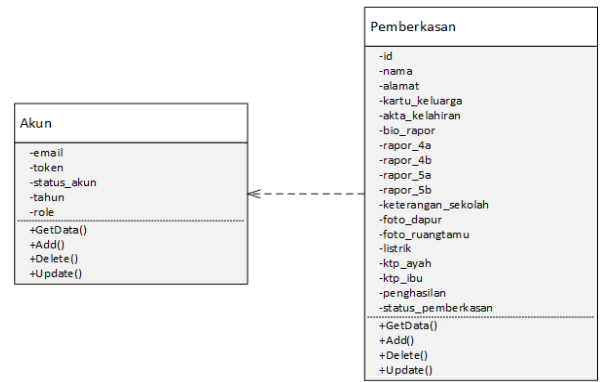 Akun
-email
-token
-status_akun
-tahun
-role
+GetData()
+Add()
+Delete()
+Update()
Pemberkasan
-id
-nama
-alamat
-kartu_keluarga
-akta_kelahiran
-bio_rapor
-rapor_4a
-rapor_4b
-rapor_5a
-rapor_5b
-keterangan_sekolah
-foto_dapur
-foto_ruangtamu
-listrik
-ktp_ayah
-ktp_ibu
-penghasilan
-status_pemberkasan
+GetData()
+Add()
+Delete()
+Update()